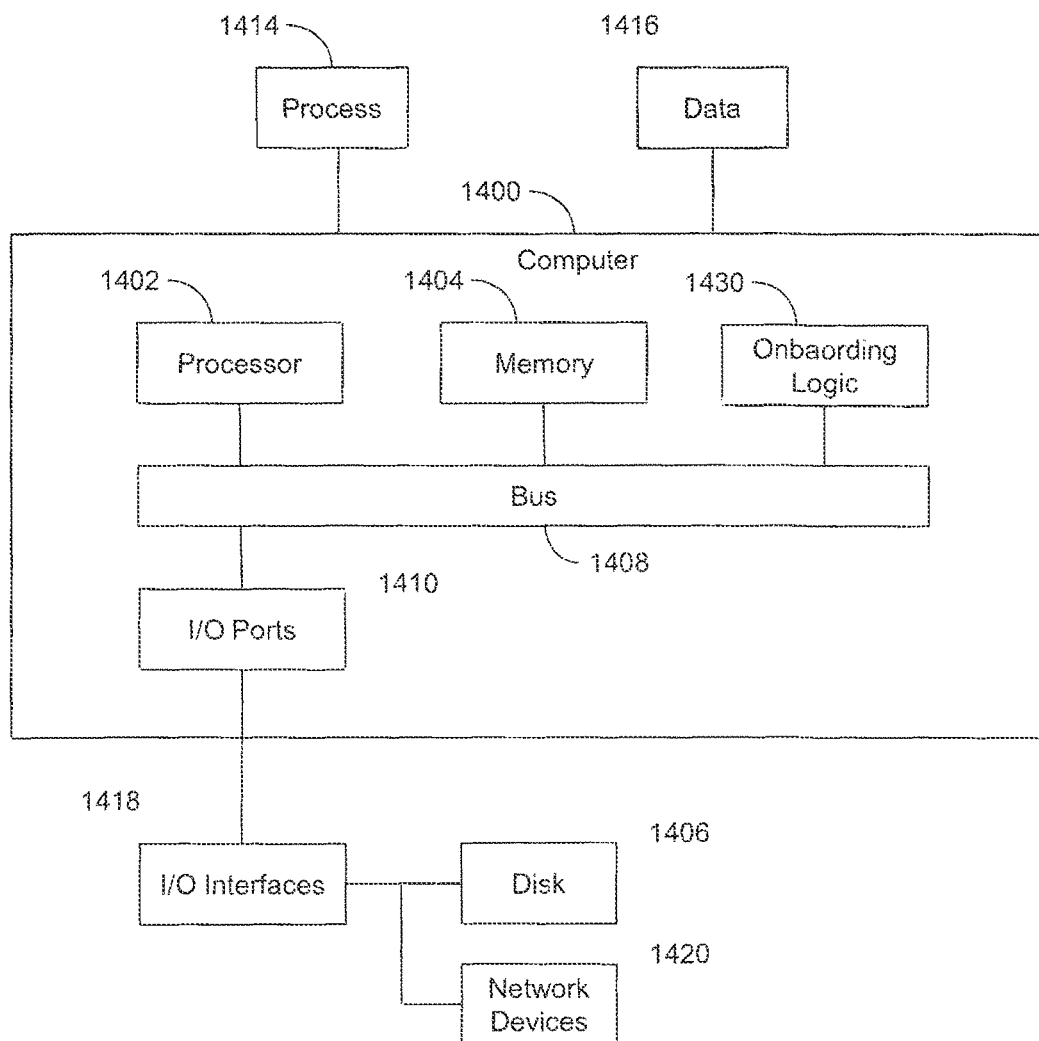 1414
1416
Process
Data
1400
Computer
1402
1404
1430
Processor
Memory
Onbaording
Logic
Bus
1408
1410
I/O Ports
1418
1406
I/O Interfaces
Disk
1420
Network
Devices